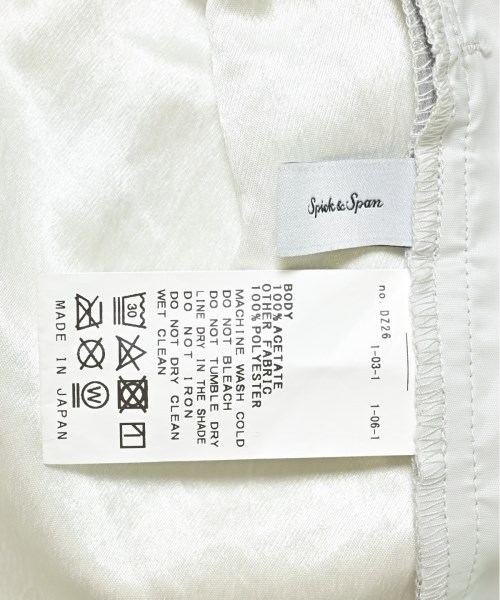 Spick & Span
no. DZ26 1-03-1 1-06-1
BODY
100% ACETATE
OTHER FABRIC
100% POLYESTER
MACHINE WASH COLD
DO NOT BLEACH
DO NOT TUMBLE DRY
LINE DRY IN THE SHADE
DO NOT IRON
DO NOT DRY CLEAN
WET CLEAN
30
W
MADE IN JAPAN